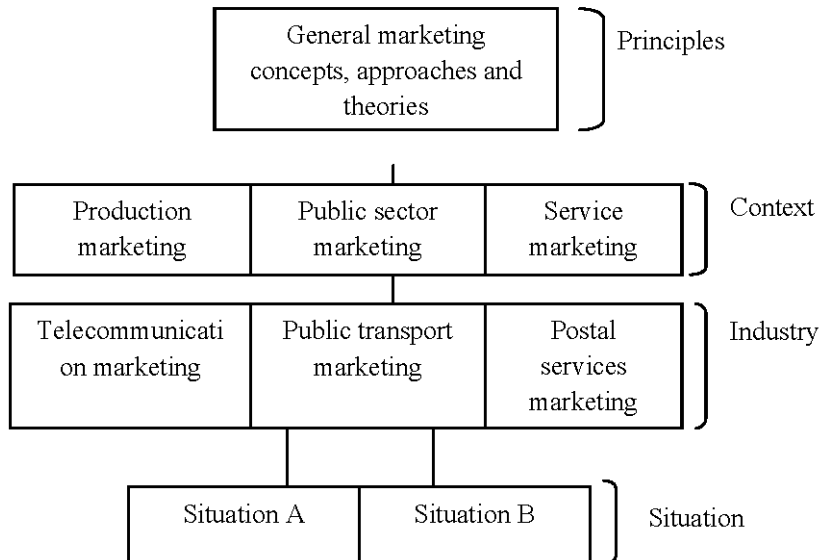 General marketing
concepts, approaches and
theories
Principles
Production
marketing
Public sector
marketing
Service
marketing
Context
Telecommunicati
on marketing
Public transport
marketing
Postal
services
marketing
Industry
Situation A
Situation B
Situation